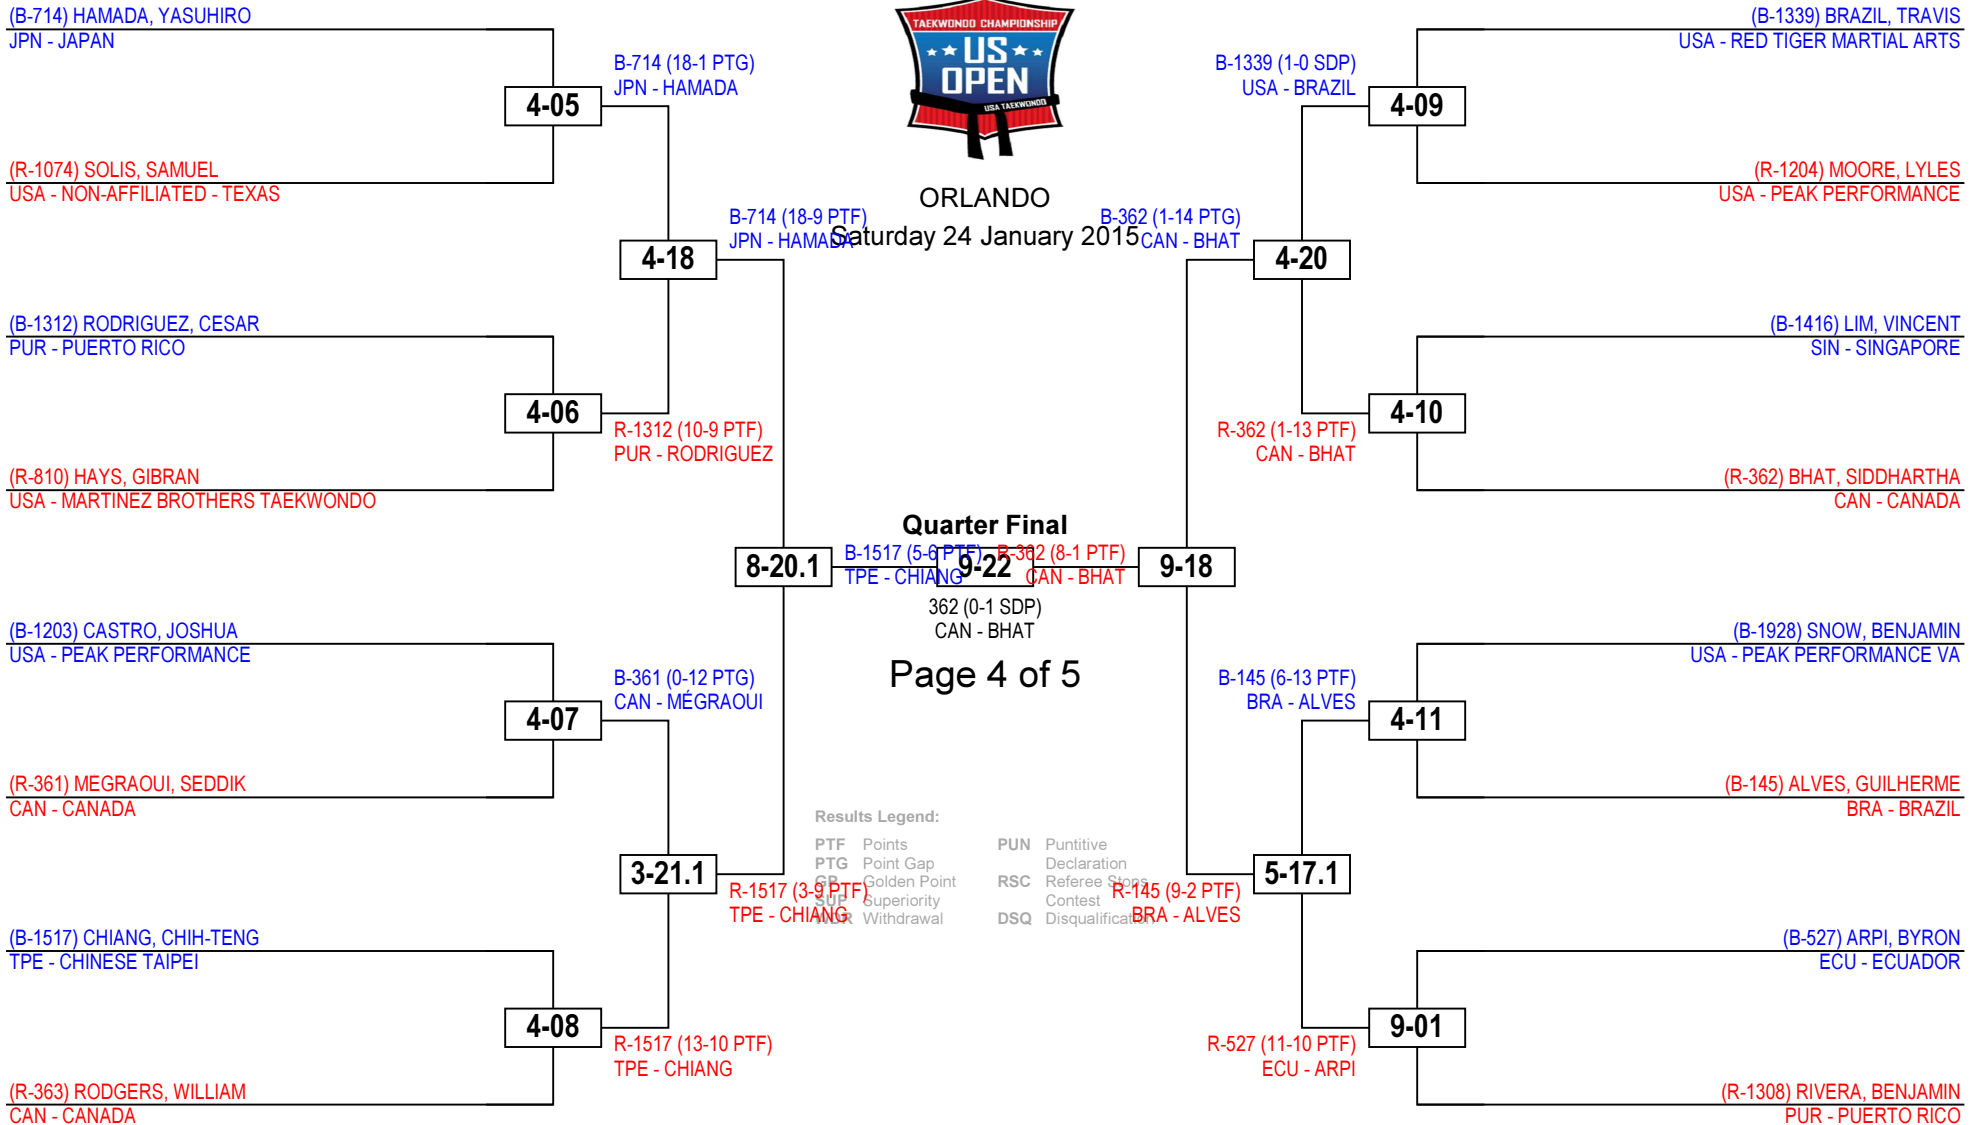 (B-714) HAMADA, YASUHIRO
JPN - JAPAN
B-714 (18-1 PTG)
JPN - HAMADA
4-05
(R-1074) SOLIS, SAMUEL
USA - NON-AFFILIATED - TEXAS
B-714 (18-9 PTF)
JPN - HAMADA
4-18
(B-1312) RODRIGUEZ, CESAR
PUR - PUERTO RICO
4-06
R-1312 (10-9 PTF)
PUR - RODRIGUEZ
(R-810) HAYS, GIBRAN
USA - MARTINEZ BROTHERS TAEKWONDO
8-20.1
B-1517 (5-6 PTF)
TPE - CHIANG
(B-1203) CASTRO, JOSHUA
USA - PEAK PERFORMANCE
B-361 (0-12 PTG)
CAN - MÉGRAOUI
4-07
(R-361) MEGRAOUI, SEDDIK
CAN - CANADA
3-21.1
R-1517 (3-9 PTF)
TPE - CHIANG
(B-1517) CHIANG, CHIH-TENG
TPE - CHINESE TAIPEI
4-08
R-1517 (13-10 PTF)
TPE - CHIANG
(R-363) RODGERS, WILLIAM
CAN - CANADA
TAEKWONDO CHAMPIONSHIP
US
OPEN
USA TAEKWONDO
ORLANDO
Saturday 24 January 2015
Quarter Final
9-22
362 (0-1 SDP)
CAN - BHAT
Page 4 of 5
Results Legend:
PTF Points
PTG Point Gap
GP Golden Point
SUP Superiority
WDR Withdrawal
PUN Puntitive
Declaration
RSC Referee Stops
Contest
DSQ Disqualification
(B-1339) BRAZIL, TRAVIS
USA - RED TIGER MARTIAL ARTS
B-1339 (1-0 SDP)
USA - BRAZIL
4-09
(R-1204) MOORE, LYLES
USA - PEAK PERFORMANCE
B-362 (1-14 PTG)
CAN - BHAT
4-20
(B-1416) LIM, VINCENT
SIN - SINGAPORE
4-10
R-362 (1-13 PTF)
CAN - BHAT
(R-362) BHAT, SIDDHARTHA
CAN - CANADA
R-362 (8-1 PTF)
CAN - BHAT
9-18
(B-1928) SNOW, BENJAMIN
USA - PEAK PERFORMANCE VA
B-145 (6-13 PTF)
BRA - ALVES
4-11
(B-145) ALVES, GUILHERME
BRA - BRAZIL
5-17.1
R-145 (9-2 PTF)
BRA - ALVES
(B-527) ARPI, BYRON
ECU - ECUADOR
9-01
R-527 (11-10 PTF)
ECU - ARPI
(R-1308) RIVERA, BENJAMIN
PUR - PUERTO RICO